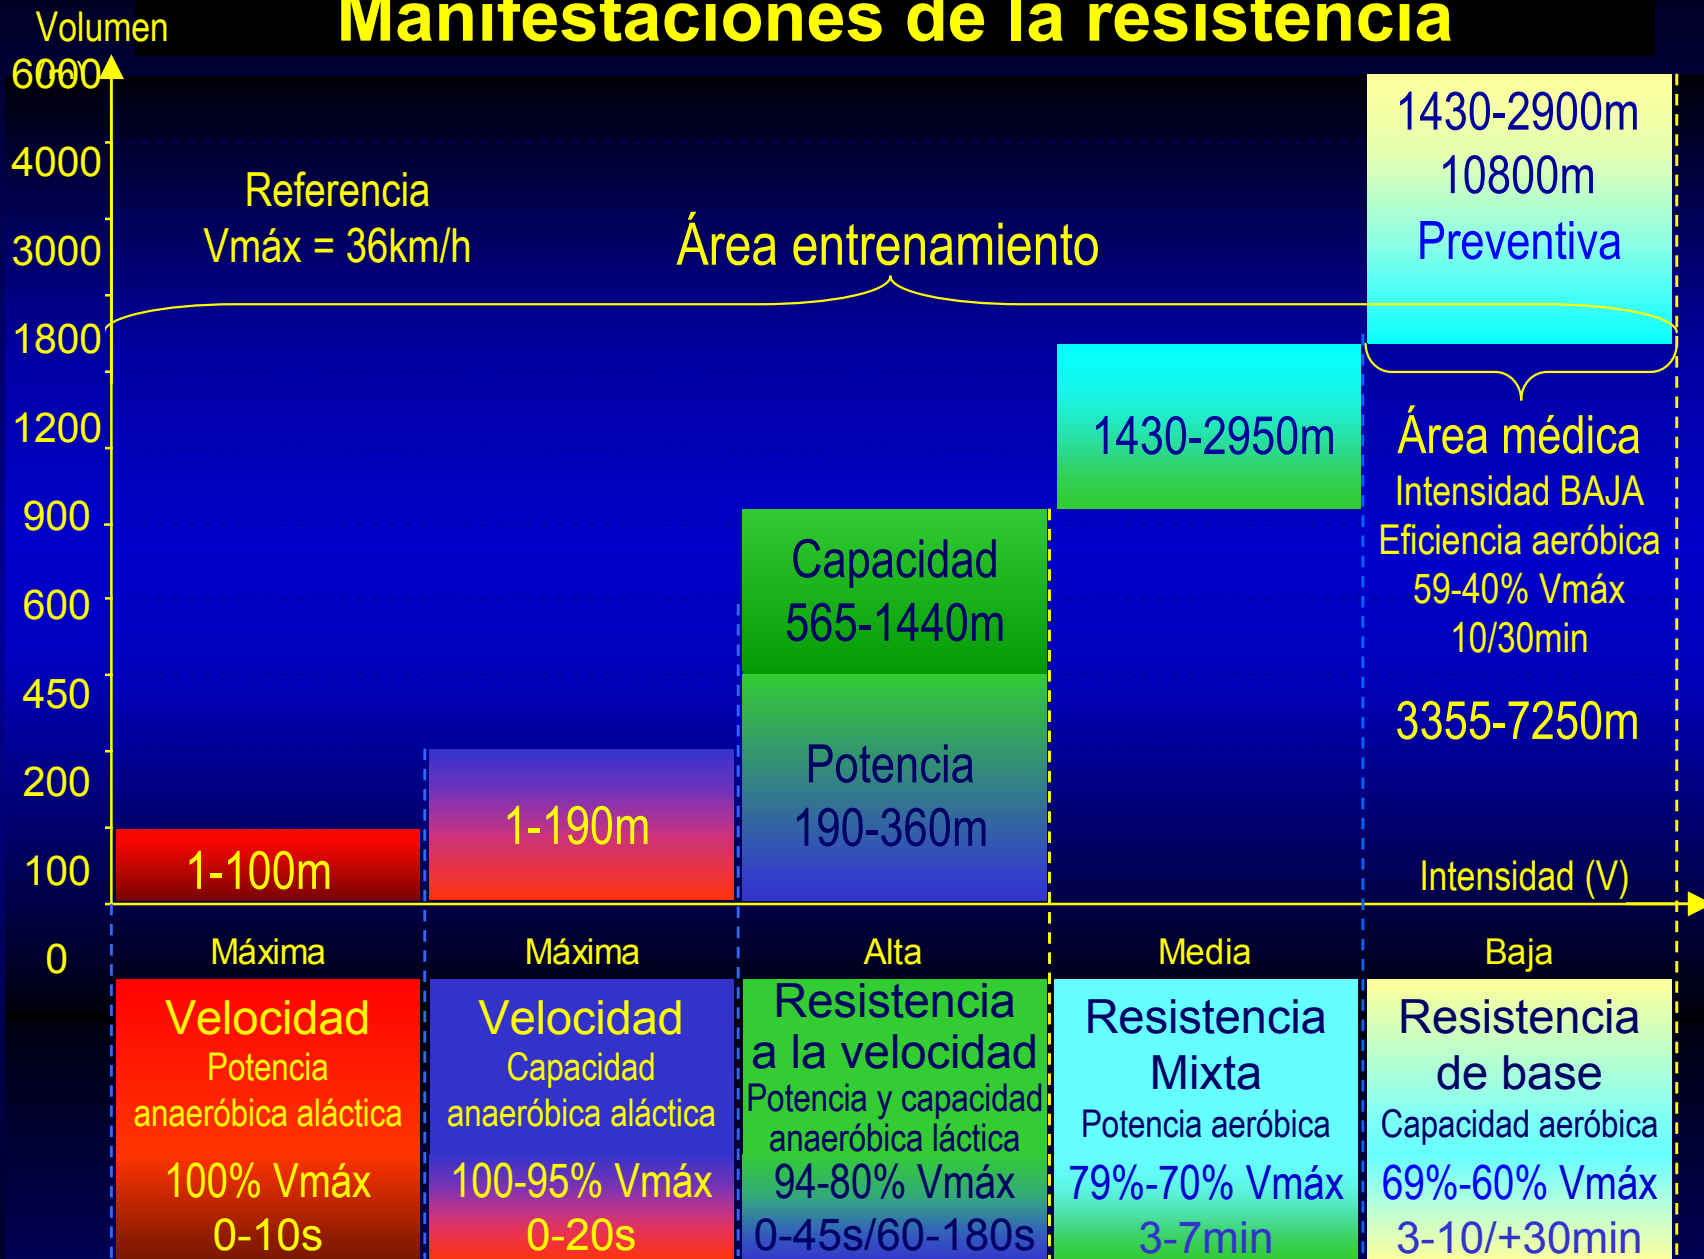 Manifestaciones de la resistencia
Volumen
6000
4000
3000
1800
1200
900
600
450
200
100
0
Referencia
Vmáx = 36km/h
Área entrenamiento
1430-2900m
10800m
Preventiva
1430-2950m
Área médica
Intensidad BAJA
Eficiencia aeróbica
59-40% Vmáx
10/30min
3355-7250m
Capacidad
565-1440m
Potencia
190-360m
1-190m
1-100m
Intensidad (V)
Máxima
Máxima
Alta
Media
Baja
Velocidad
Potencia
anaeróbica aláctica
100% Vmáx
0-10s
Velocidad
Capacidad
anaeróbica aláctica
100-95% Vmáx
0-20s
Resistencia
a la velocidad
Potencia y capacidad
anaeróbica láctica
94-80% Vmáx
0-45s/60-180s
Resistencia
Mixta
Potencia aeróbica
79%-70% Vmáx
3-7min
Resistencia
de base
Capacidad aeróbica
69%-60% Vmáx
3-10/+30min